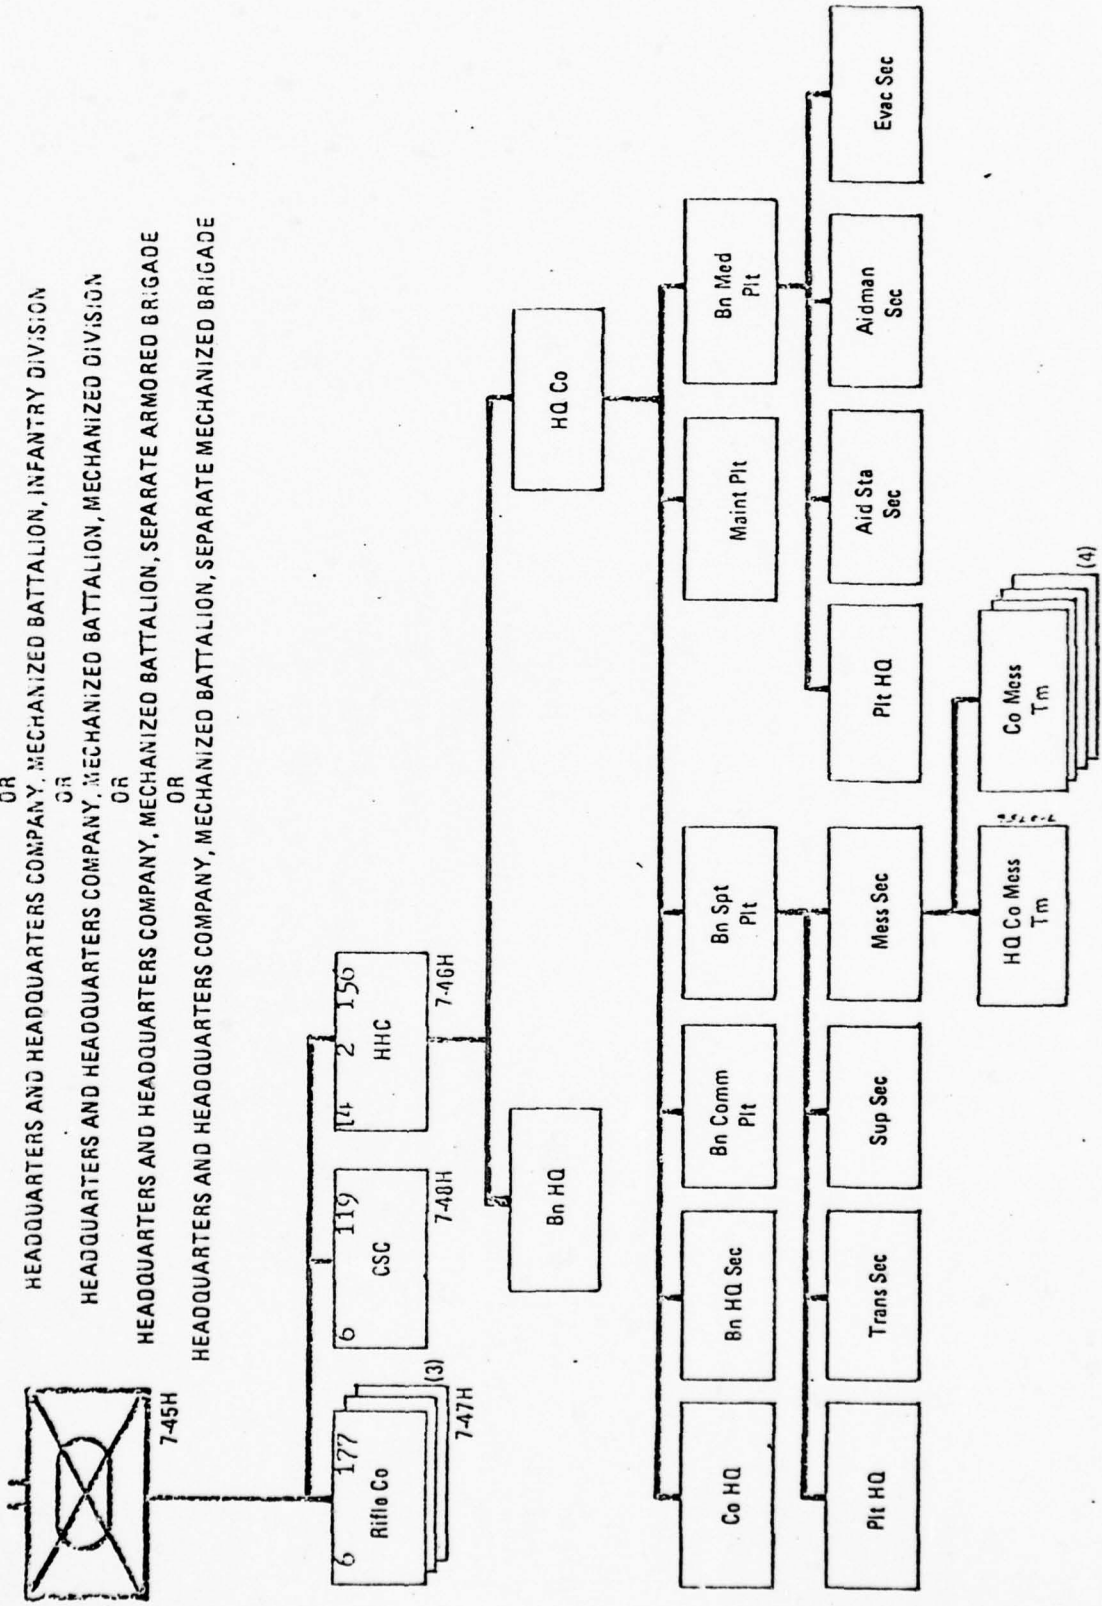 OR
HEADQUARTERS AND HEADQUARTERS COMPANY, MECHANIZED BATTALION, INFANTRY DIVISION
OR
HEADQUARTERS AND HEADQUARTERS COMPANY, MECHANIZED BATTALION, MECHANIZED DIVISION
OR
HEADQUARTERS AND HEADQUARTERS COMPANY, MECHANIZED BATTALION, SEPARATE ARMORED BRIGADE
OR
HEADQUARTERS AND HEADQUARTERS COMPANY, MECHANIZED BATTALION, SEPARATE MECHANIZED BRIGADE
7-45H
6 177
Rifle Co
(3)
7-47H
6 119
CSC
7-48H
14 2 156
HHC
7-46H
Bn HQ
HQ Co
Co HQ
Bn HQ Sec
Bn Comm
Plt
Bn Spt
Plt
Maint Plt
Bn Med
Plt
Plt HQ
Trans Sec
Sup Sec
Mess Sec
Plt HQ
Aid Sta
Sec
Aidman
Sec
Evac Sec
HQ Co Mess
Tm
Co Mess
Tm
(4)